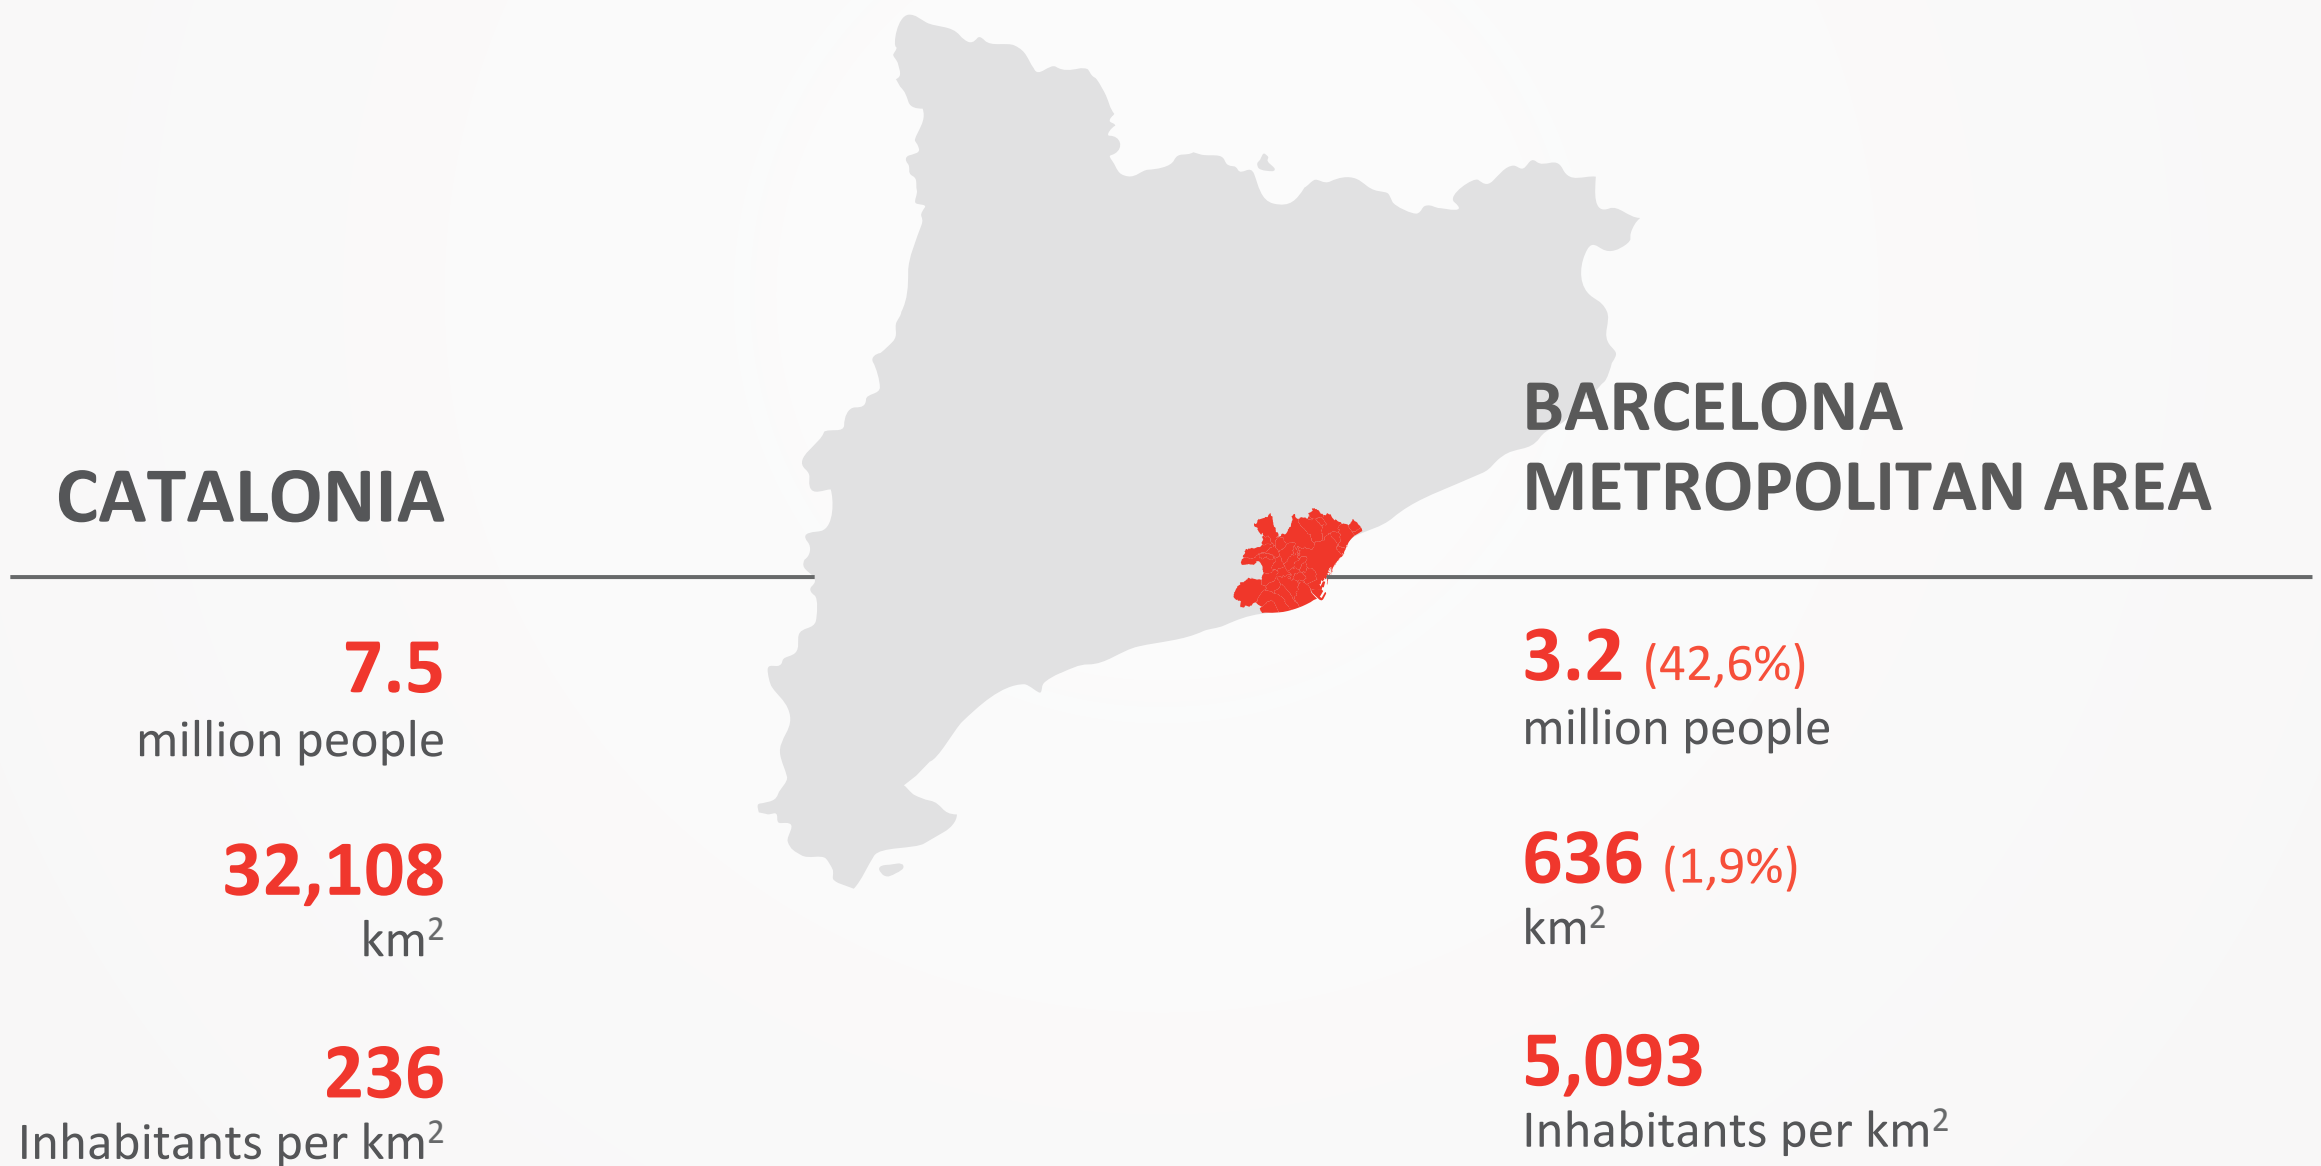 CATALONIA
7.5
million people
32,108
km²
236
Inhabitants per km²
BARCELONA
METROPOLITAN AREA
3.2 (42,6%)
million people
636 (1,9%)
km²
5,093
Inhabitants per km²